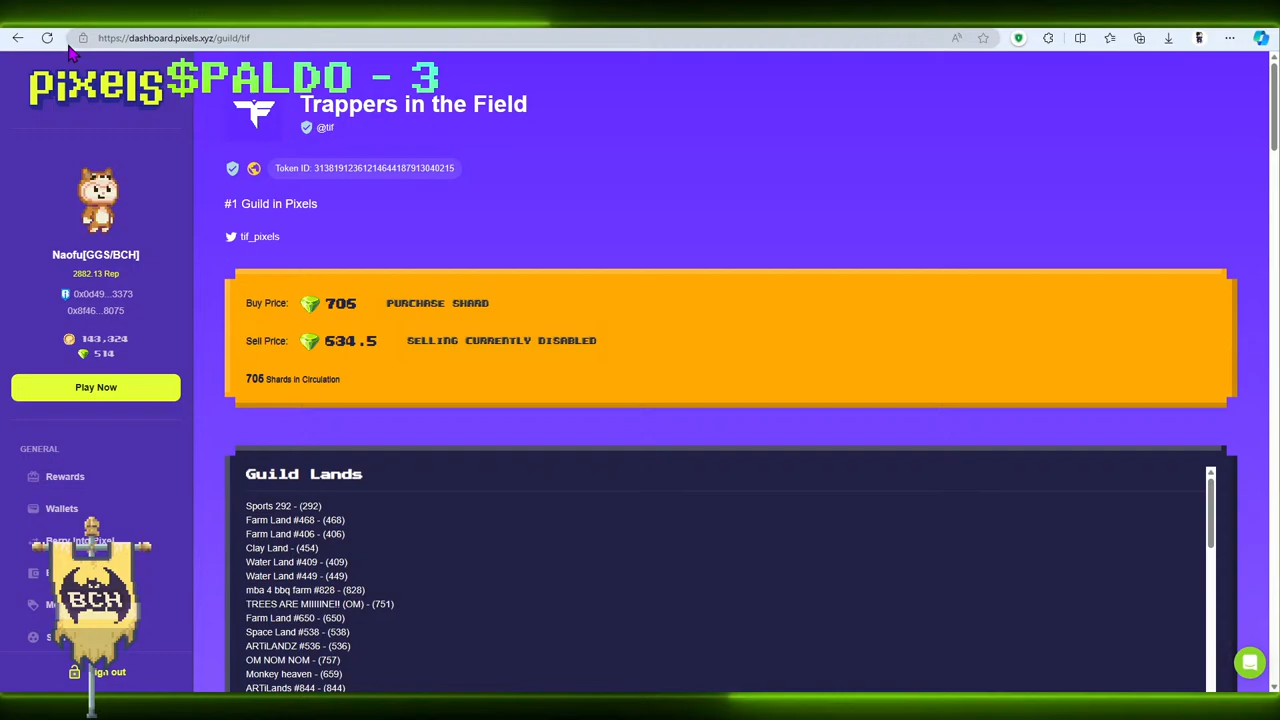 https://dashboard.pixels.xyz/guild/tif
pixels
$PALDO - 3
Trappers in the Field
@tif
Token ID: 31381912361214644187913040215
#1 Guild in Pixels
tif_pixels
Naofu[GGS/BCH]
2882.13 Rep
0x0d49...3373
0x8f46...8075
143,324
514
Play Now
Buy Price: 705 PURCHASE SHARD
Sell Price: 634.5 SELLING CURRENTLY DISABLED
705 Shards in Circulation
GENERAL
Rewards
Wallets
BCH
Guild Lands
Sports 292 - (292)
Farm Land #468 - (468)
Farm Land #406 - (406)
Clay Land - (454)
Water Land #409 - (409)
Water Land #449 - (449)
mba 4 bbq farm #828 - (828)
TREES ARE MIIIINE!! (OM) - (751)
Farm Land #650 - (650)
Space Land #538 - (538)
ARTiLANDZ #536 - (536)
OM NOM NOM - (757)
Monkey heaven - (659)
ARTiLands #844 - (844)